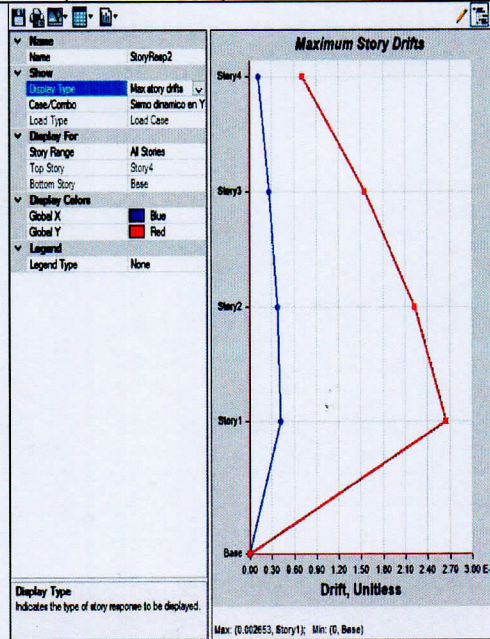 Name
Name StoryResp2
Show
Display Type Max story drifts
Case/Combo Sismo dinamico en Y
Load Type Load Case
Display For
Story Range All Stories
Top Story Story4
Bottom Story Base
Display Colors
Global X Blue
Global Y Red
Legend
Legend Type None
Display Type
Indicates the type of story response to be displayed.
Maximum Story Drifts
Story4
Story3
Story2
Story1
Base
0.00 0.30 0.60 0.90 1.20 1.50 1.80 2.10 2.40 2.70 3.00 E-
Drift, Unitless
Max: (0.002653, Story1); Min: (0, Base)